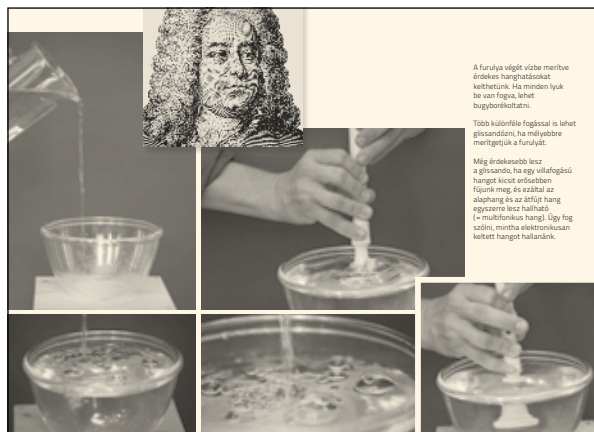 A furulya végét vízbe merítve
érdekes hanghatásokat
kelthetünk. Ha minden lyuk
be van fogva, lehet
bugyborékoltatni.
Több különféle fogással is lehet
glissandózni, ha mélyebbre
merítgetjük a furulyát.
Még érdekesebb lesz
a glissando, ha egy villafogású
hangot kicsit erősebben
fújunk meg, és ezáltal az
alaphang és az átfújt hang
egyszerre lesz hallható
(= multifonikus hang). Úgy fog
szólni, mintha elektronikusan
keltett hangot hallanánk.